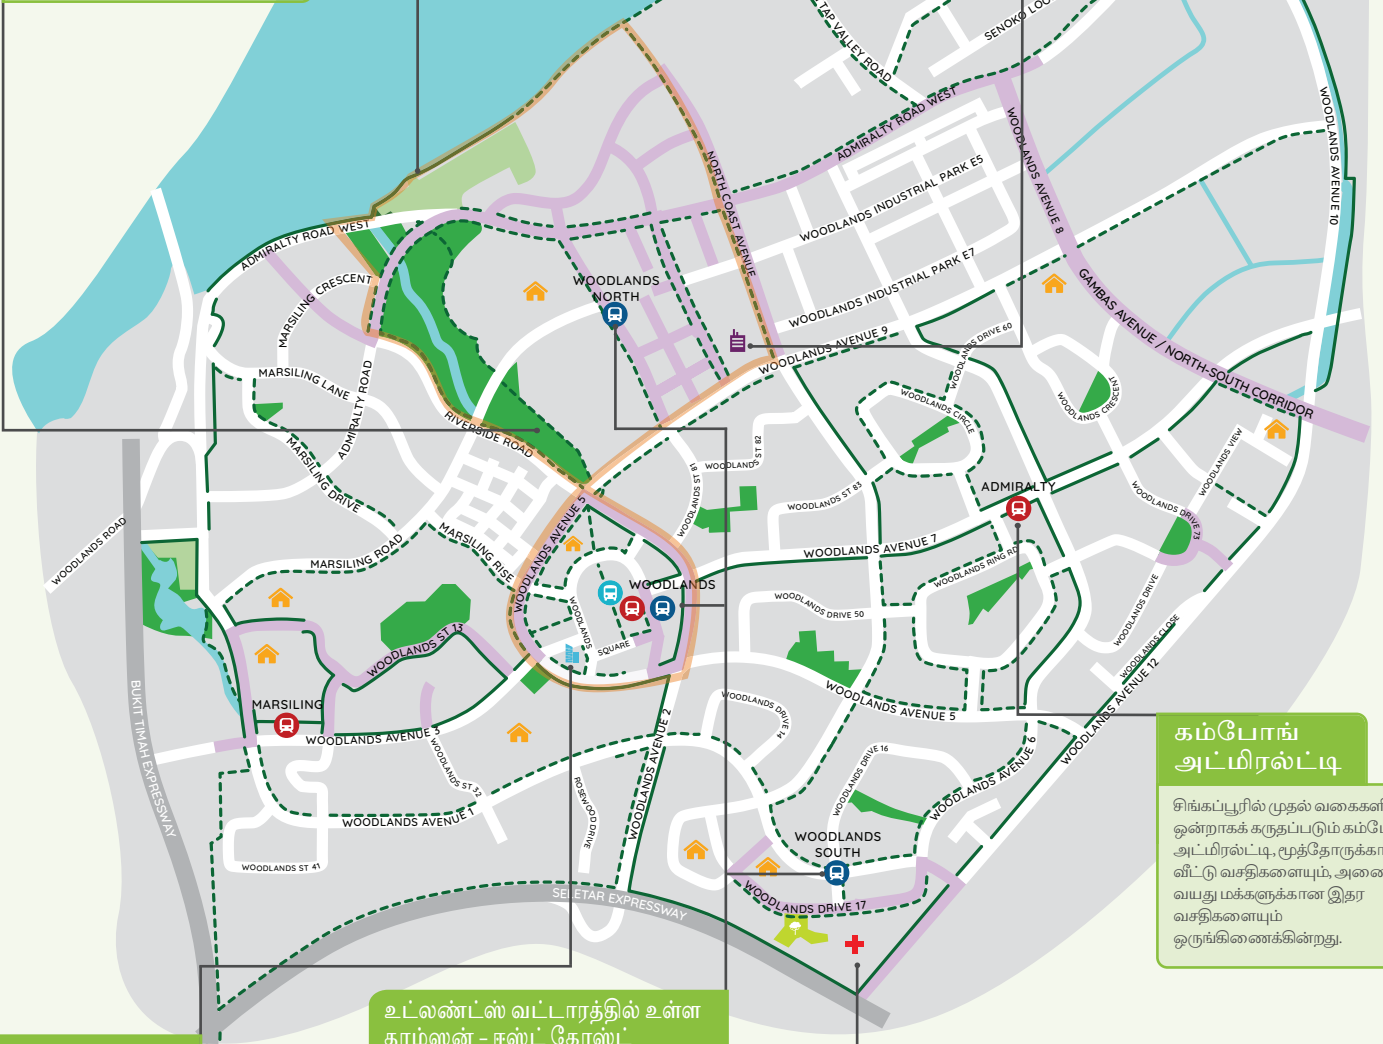 TAP VALLEY ROAD
SENOKO LOO
ADMIRALTY ROAD WEST
WOODLANDS AVENUE 10
WOODLANDS AVENUE 8
NORTH COAST AVENUE
WOODLANDS INDUSTRIAL PARK E5
WOODLANDS INDUSTRIAL PARK E7
ADMIRALTY ROAD WEST
MARSILING CRESCENT
WOODLANDS
NORTH
GAMBAS AVENUE / NORTH-SOUTH CORRIDOR
WOODLANDS AVENUE 9
WOODLANDS DRIVE 60
WOODLANDS CRESCENT
WOODLANDS CIRCLE
MARSILING LANE
ADMIRALTY ROAD
RIVERSIDE ROAD
MARSILING DRIVE
WOODLANDS ST 82
WOODLANDS ST 81
WOODLANDS ST 83
ADMIRALTY
WOODLANDS VIEW
WOODLANDS DRIVE 73
WOODLANDS ROAD
MARSILING ROAD
MARSILING RISE
WOODLANDS AVENUE 5
WOODLANDS AVENUE 7
WOODLANDS RING RD
WOODLANDS
WOODLANDS
SQUARE
WOODLANDS DRIVE 50
WOODLANDS DRIVE
WOODLANDS CLOSE
WOODLANDS AVENUE 12
WOODLANDS ST 13
MARSILING
WOODLANDS AVENUE 3
WOODLANDS ST 32
WOODLANDS AVENUE 2
WOODLANDS DRIVE 14
WOODLANDS AVENUE 5
WOODLANDS DRIVE 16
WOODLANDS AVENUE 6
BUKIT TIMAH EXPRESSWAY
WOODLANDS AVENUE 1
ROSEWOOD DRIVE
WOODLANDS ST 41
WOODLANDS
SOUTH
WOODLANDS DRIVE 17
SELETAR EXPRESSWAY
கம்போங்
அட்மிரல்ட்டி
சிங்கப்பூரில் முதல் வகைகளி
ஒன்றாகக் கருதப்படும் கம்போ
அட்மிரல்ட்டி, மூத்தோருக்கா
வீட்டு வசதிகளையும், அனை
வயது மக்களுக்கான இதர
வசதிகளையும்
ஒருங்கிணைக்கின்றது.
உட்லண்ட்ஸ் வட்டாரத்தில் உள்ள
தாம்சன் – ஈஸ்ட் கோஸ்ட்